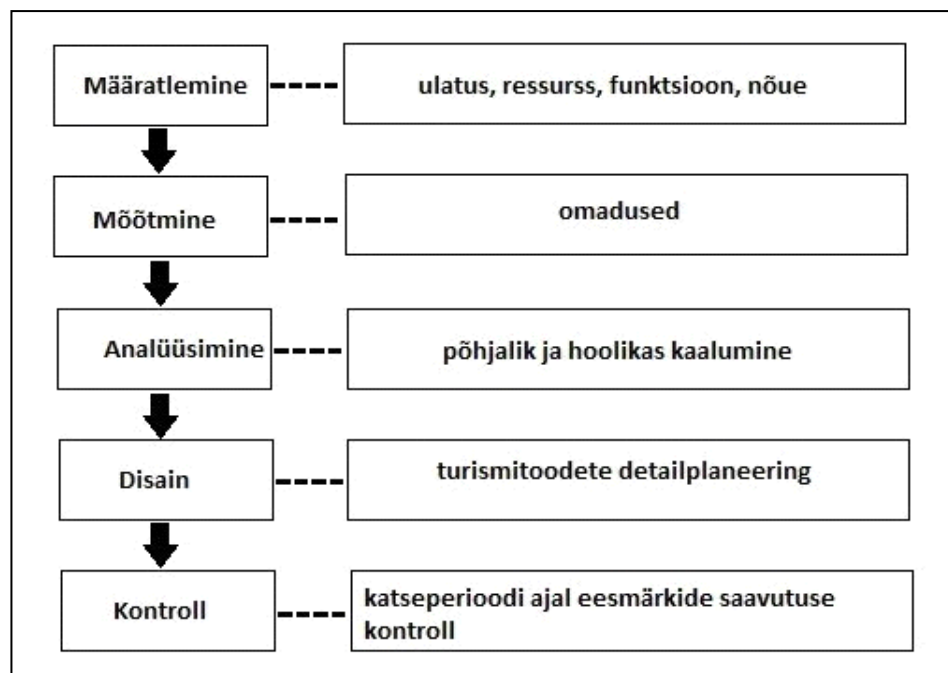 Määratlemine
ulatus, ressurss, funktsioon, nõue
Mõõtmine
omadused
Analüüsimine
põhjalik ja hoolikas kaalumine
Disain
turismitoodete detailplaneering
Kontroll
katseperioodi ajal eesmärkide saavutuse
kontroll